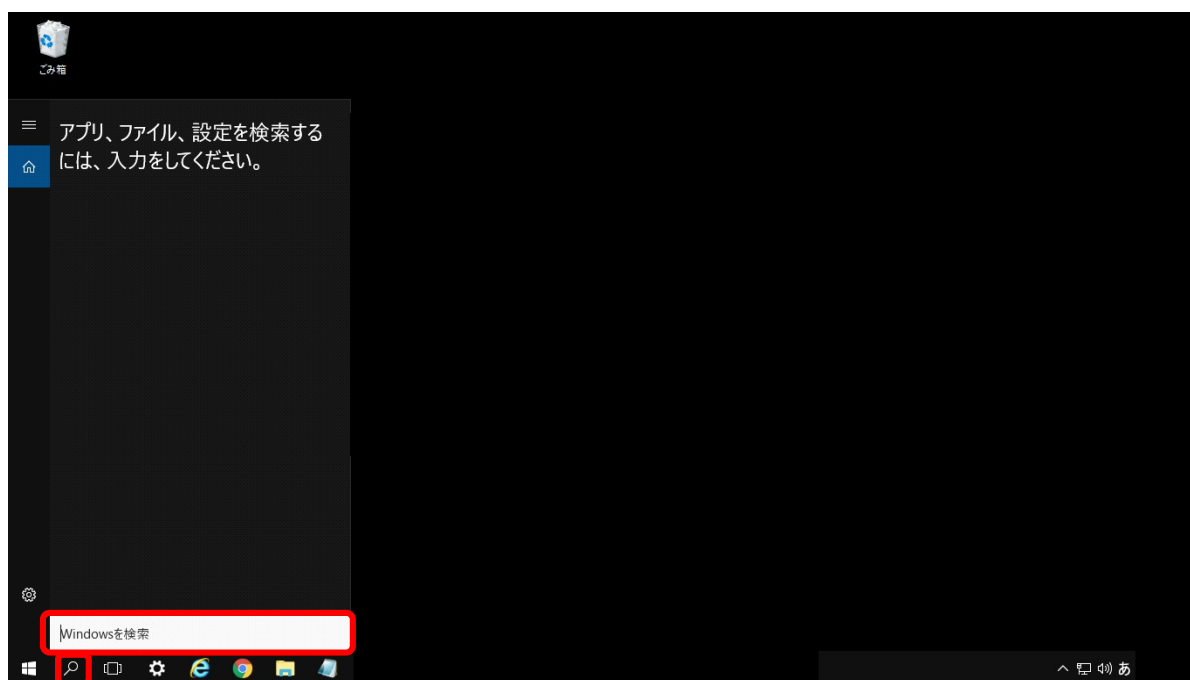 ごみ箱
アプリ、ファイル、設定を検索する
には、入力をしてください。
Windowsを検索
あ